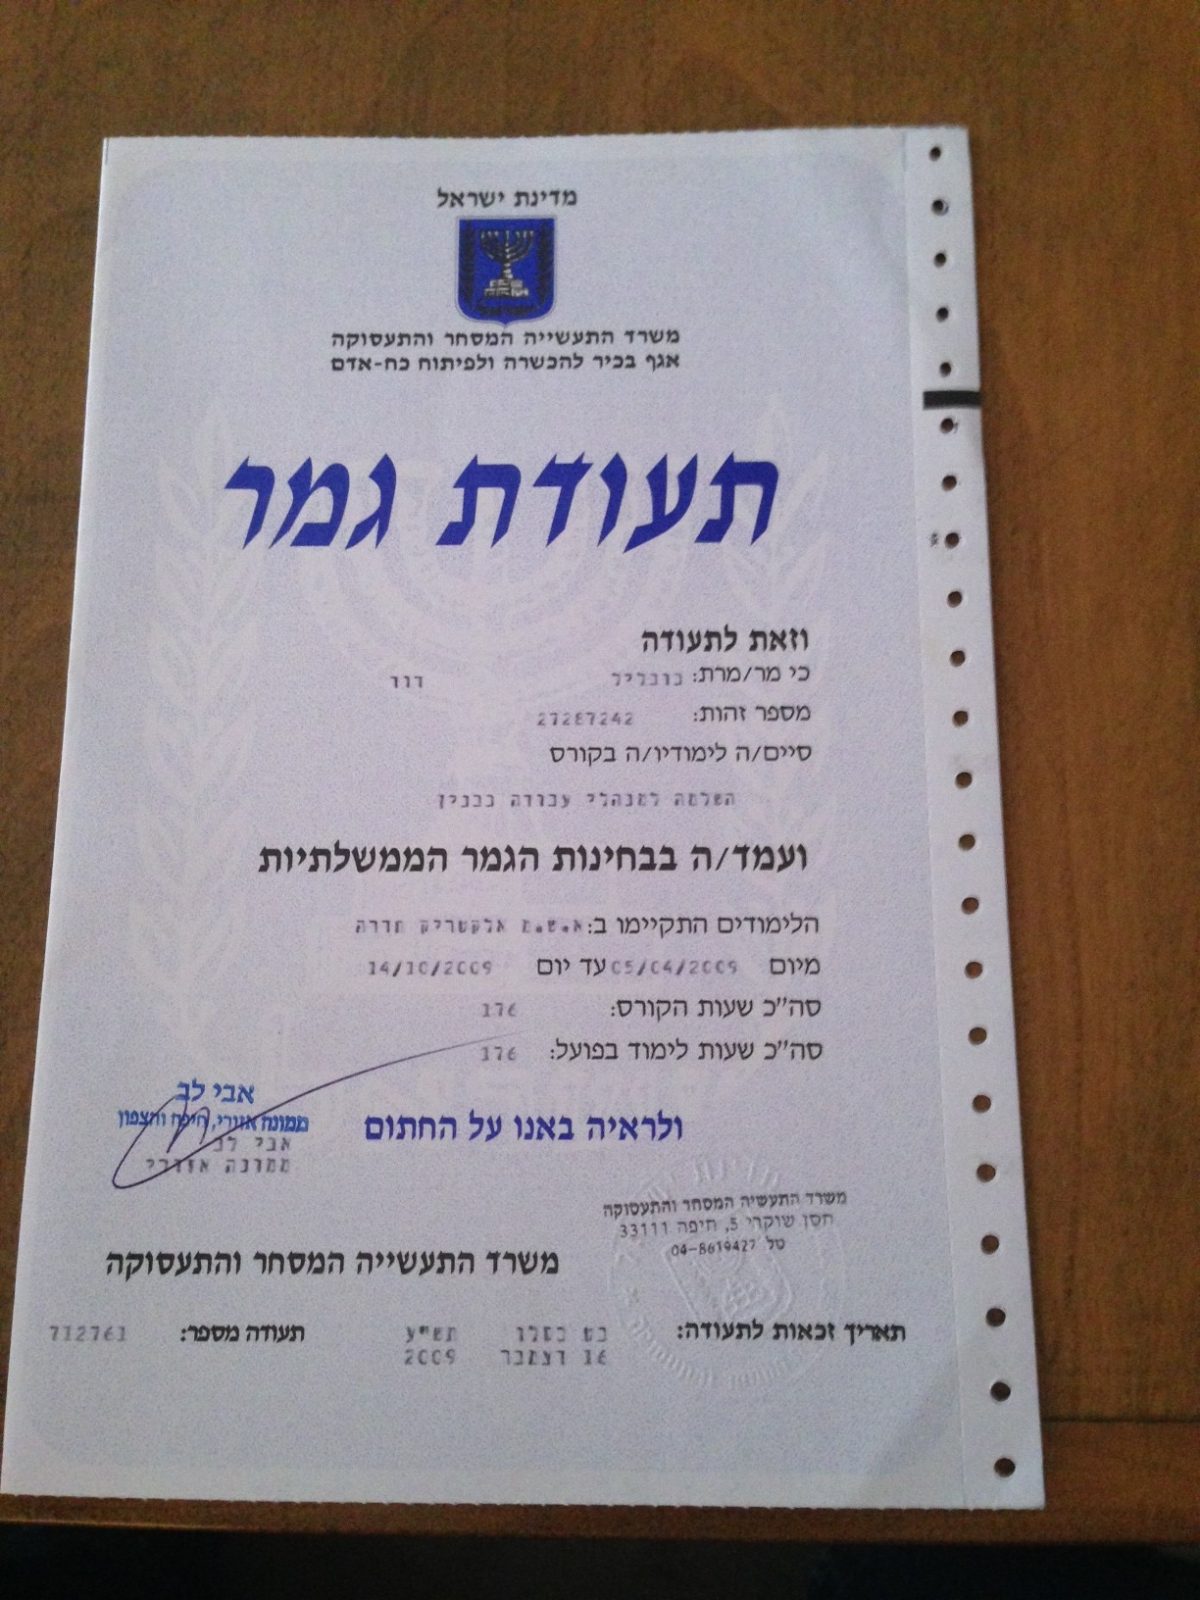 מדינת ישראל
משרד התעשייה המסחר והתעסוקה
אגף בכיר להכשרה ולפיתוח כח-אדם
תעודת גמר
וזאת לתעודה
כי מר/מרת: דוד
מספר זהות: 27287242
סיים/ה לימודיו/ה בקורס
השלמה למנהלי עבודה בבנין
ועמד/ה בבחינות הגמר הממשלתיות
הלימודים התקיימו ב: אלקטריק חדרה
מיום 05/04/2009 עד יום 14/10/2009
סה"כ שעות הקורס: 176
סה"כ שעות לימוד בפועל: 176
ולראיה באנו על החתום
אבי לב
ממונה אזורי, חיפה והצפון
אבי לב
ממונה אזורי
משרד התעשיה המסחר והתעסוקה
חסן שוקרי 5, חיפה 33111
טל 04-8619427
משרד התעשייה המסחר והתעסוקה
תאריך זכאות לתעודה: כט כסלו תש"ע תעודה מספר: 712761
16 דצמבר 2009